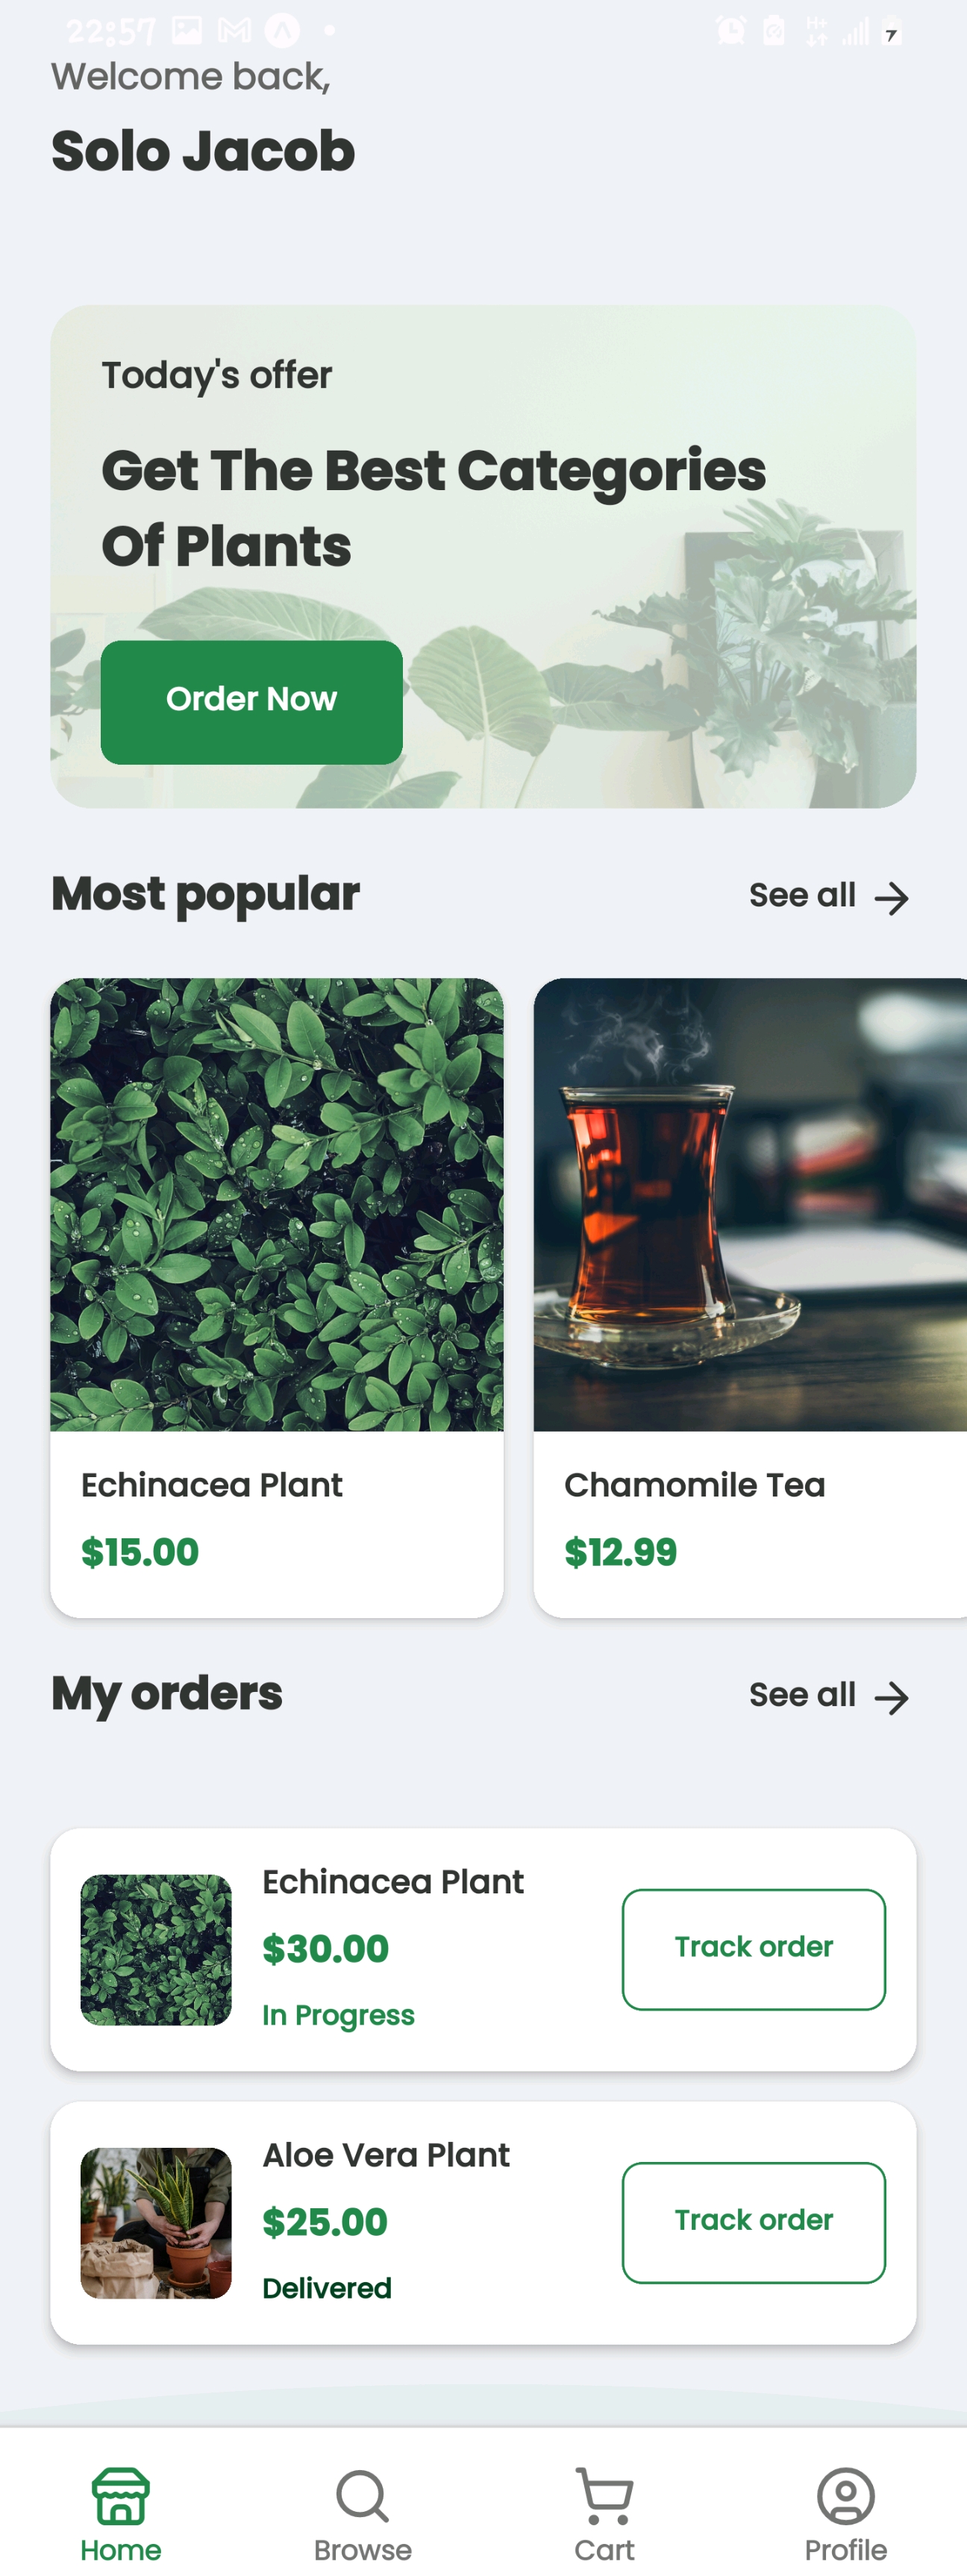 22:57
H+
Welcome back,
Solo Jacob
Today's offer
Get The Best Categories
Of Plants
Order Now
Most popular
See all
Echinacea Plant
$15.00
Chamomile Tea
$12.99
My orders
See all
Echinacea Plant
$30.00
In Progress
Track order
Aloe Vera Plant
$25.00
Delivered
Track order
Home
Browse
Cart
Profile